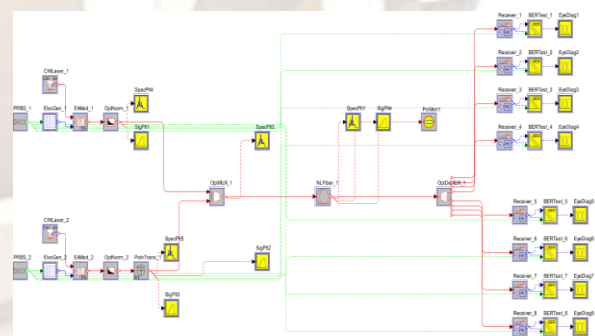 Receiver_1 BERTest_1 EyeDiag1
Receiver_2 BERTest_2 EyeDiag2
CWLaser_1
SpecPlt4
Receiver_3 BERTest_3 EyeDiag3
PRBS_1 ElecGen_1 EAMod_1 OptNorm_1
SpecPlt1 SigPlt4 PolMon1
SigPlt1 SpecPlt3
Receiver_4 BERTest_4 EyeDiag4
OptMUX_1 NLFiber_1
CWLaser_2
Receiver_5 BERTest_5 EyeDiag5
SpecPlt5 SigPlt2
Receiver_6 BERTest_6 EyeDiag6
PRBS_2 ElecGen_2 EAMod_2 OptNorm_2 PolnTrans_1
Receiver_7 BERTest_7 EyeDiag7
SigPlt3
Receiver_8 BERTest_8 EyeDiag8